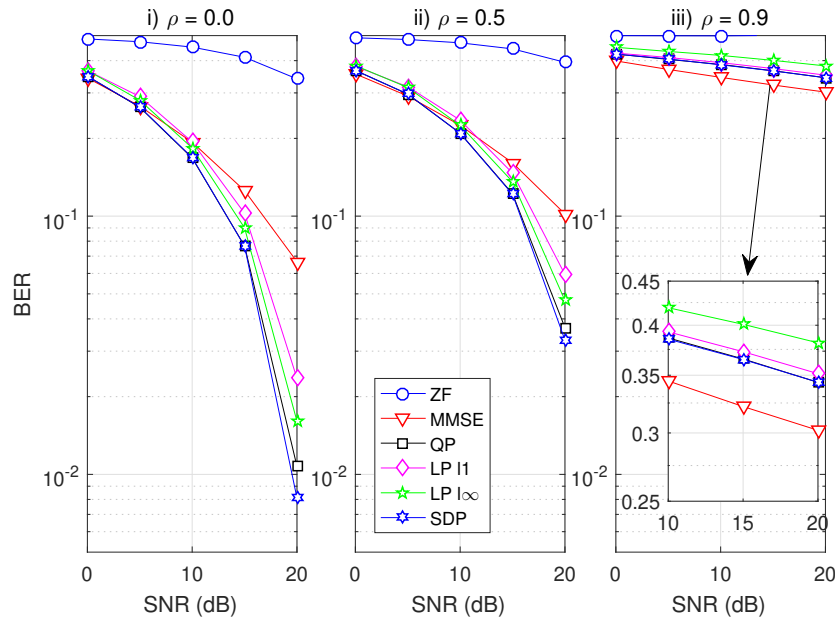 i) ρ = 0.0
ii) ρ = 0.5
iii) ρ = 0.9
BER
10^-1
10^-2
0
10
20
SNR (dB)
10^-1
10^-2
0
10
20
SNR (dB)
10^-1
10^-2
0
10
20
SNR (dB)
ZF
MMSE
QP
LP l1
LP l∞
SDP
0.45
0.4
0.35
0.3
0.25
10
15
20